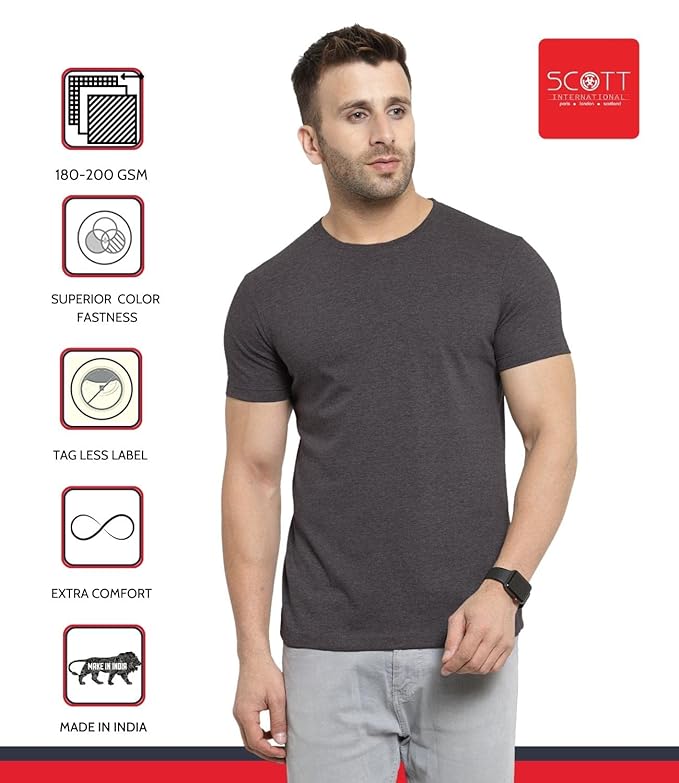 SCOTT
INTERNATIONAL
paris • london • scotland
180-200 GSM
SUPERIOR COLOR
FASTNESS
TAG LESS LABEL
EXTRA COMFORT
MAKE IN INDIA
MADE IN INDIA